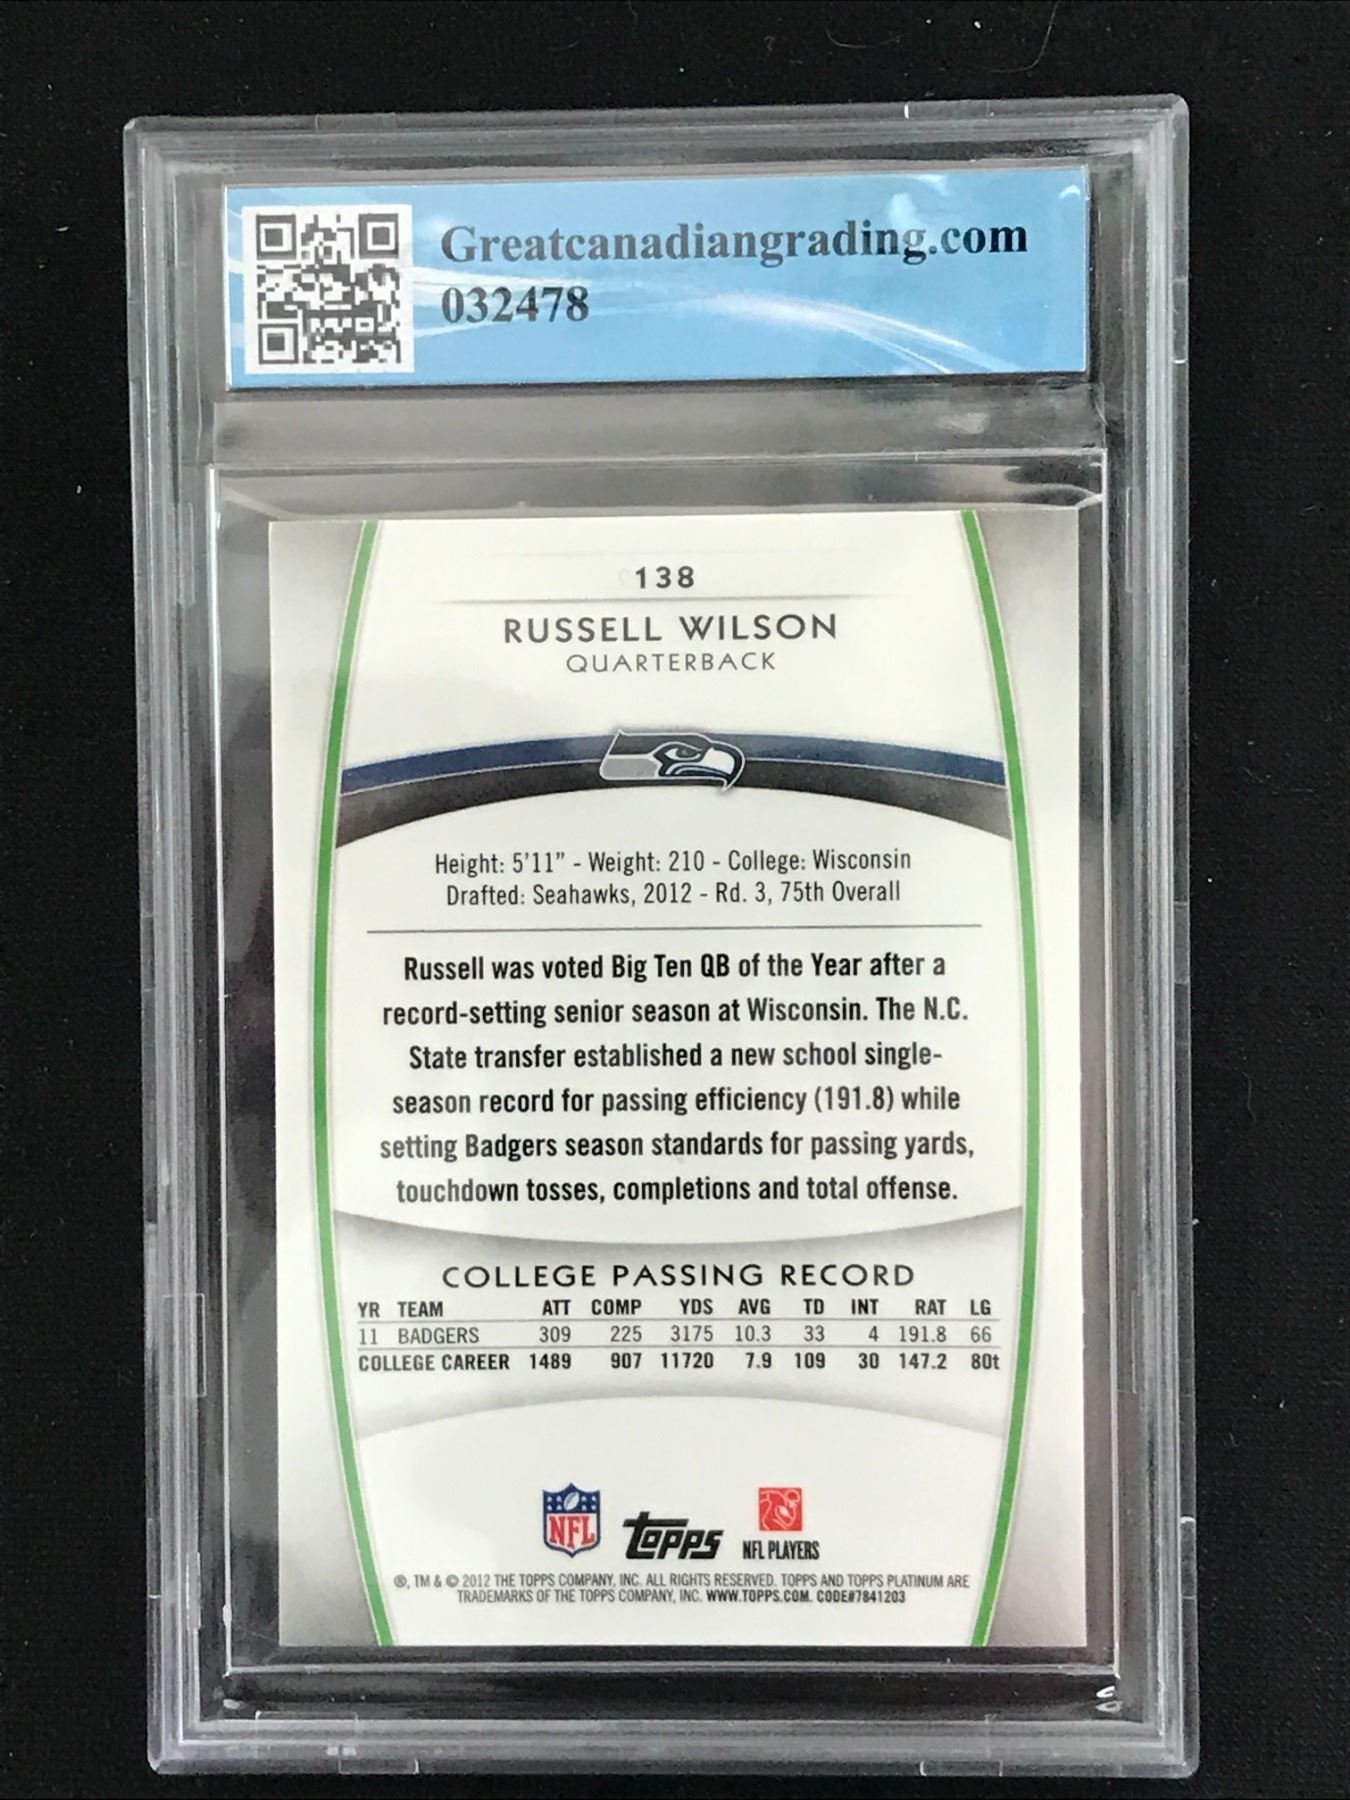 Greatcanadiangrading.com
032478
138
RUSSELL WILSON
QUARTERBACK
Height: 5'11" - Weight: 210 - College: Wisconsin
Drafted: Seahawks, 2012 - Rd. 3, 75th Overall
Russell was voted Big Ten QB of the Year after a
record-setting senior season at Wisconsin. The N.C.
State transfer established a new school single-
season record for passing efficiency (191.8) while
setting Badgers season standards for passing yards,
touchdown tosses, completions and total offense.
COLLEGE PASSING RECORD
YR TEAM ATT COMP YDS AVG TD INT RAT LG
11 BADGERS 309 225 3175 10.3 33 4 191.8 66
COLLEGE CAREER 1489 907 11720 7.9 109 30 147.2 80t
NFL topps NFL PLAYERS
®, TM & © 2012 THE TOPPS COMPANY, INC. ALL RIGHTS RESERVED. TOPPS AND TOPPS PLATINUM ARE
TRADEMARKS OF THE TOPPS COMPANY, INC. WWW.TOPPS.COM. CODE#7841203